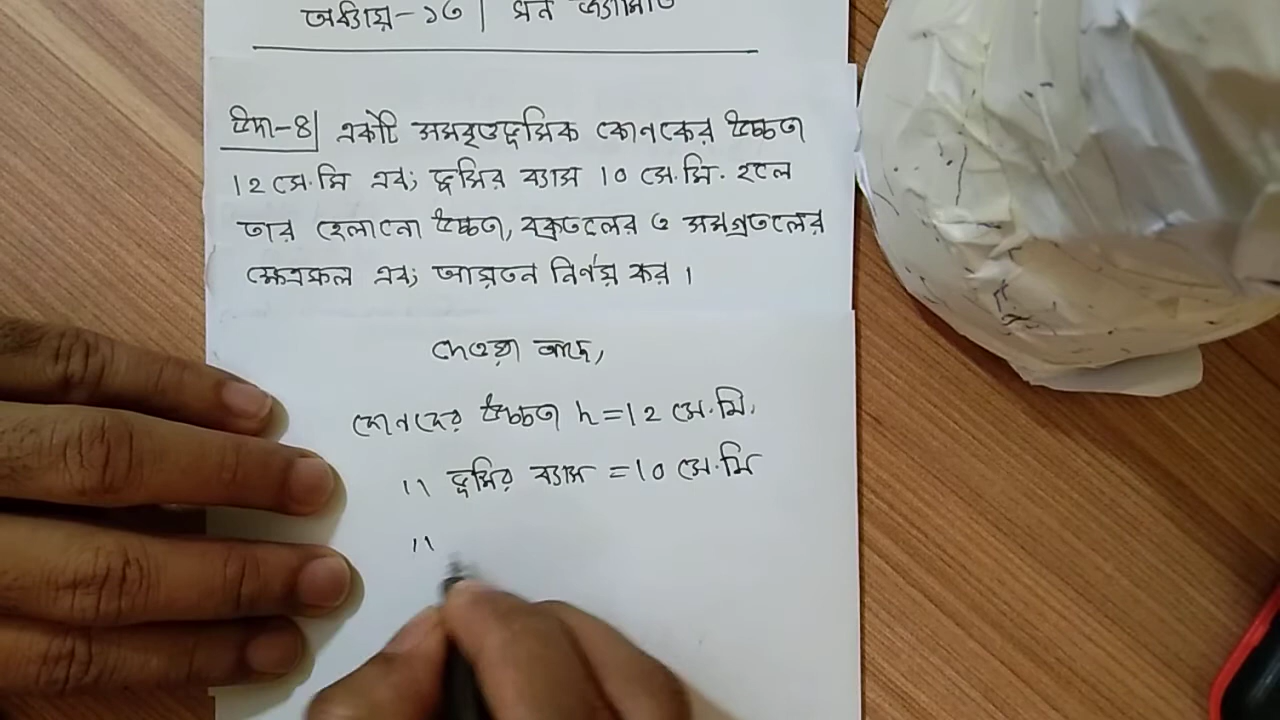 অধ্যায়-১৩| ঘন জ্যামিতি
উদা-8| একটি সমবৃত্তভূমিক কোনকের উচ্চতা
12 সে.মি এবং ভূমির ব্যাস 10 সে.মি. হলে
তার হেলানো উচ্চতা, বক্রতলের ও সমগ্রতলের
ক্ষেত্রফল এবং আয়তন নির্ণয় কর।
দেওয়া আছে,
কোনকের উচ্চতা h=12 সে.মি.
" ভূমির ব্যাস =10 সে.মি
"